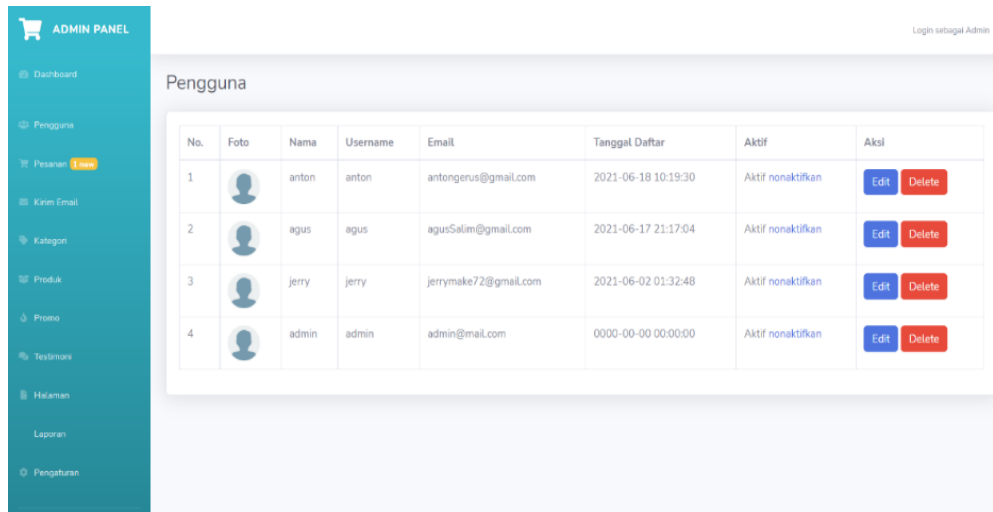 ADMIN PANEL
Login sebagai Admin
Dashboard
Pengguna
Pesanan 1 new
Kirim Email
Kategori
Produk
Promo
Testimoni
Halaman
Laporan
Pengaturan
Pengguna
No. Foto Nama Username Email Tanggal Daftar Aktif Aksi
1 anton anton antongerus@gmail.com 2021-06-18 10:19:30 Aktif nonaktifkan Edit Delete
2 agus agus agusSalim@gmail.com 2021-06-17 21:17:04 Aktif nonaktifkan Edit Delete
3 jerry jerry jerrymake72@gmail.com 2021-06-02 01:32:48 Aktif nonaktifkan Edit Delete
4 admin admin admin@mail.com 0000-00-00 00:00:00 Aktif nonaktifkan Edit Delete